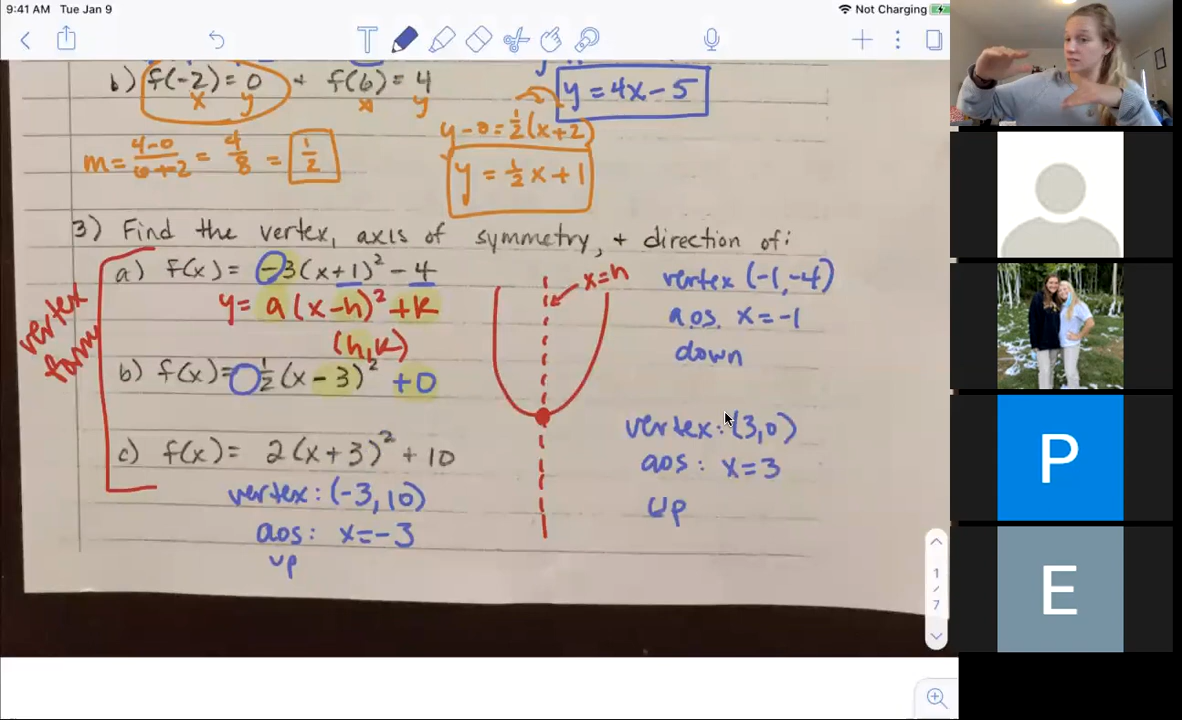 9:41 AM Tue Jan 9
Not Charging
b) f(-2) = 0 + f(6) = 4
x y x y
y = 4x - 5
m = 4-0 / 6+2 = 4/8 = 1/2
y - 0 = 1/2 (x + 2)
y = 1/2 x + 1
3) Find the vertex, axis of symmetry, + direction of:
vertex form
a) f(x) = -3(x+1)² - 4
y = a(x-h)² + k
(h,k)
x=h
vertex (-1,-4)
aos. x = -1
down
b) f(x) = 1/2 (x - 3)² + 0
vertex: (3,0)
aos: x = 3
up
c) f(x) = 2(x+3)² + 10
vertex: (-3, 10)
aos: x = -3
up
1
/
7
P
E